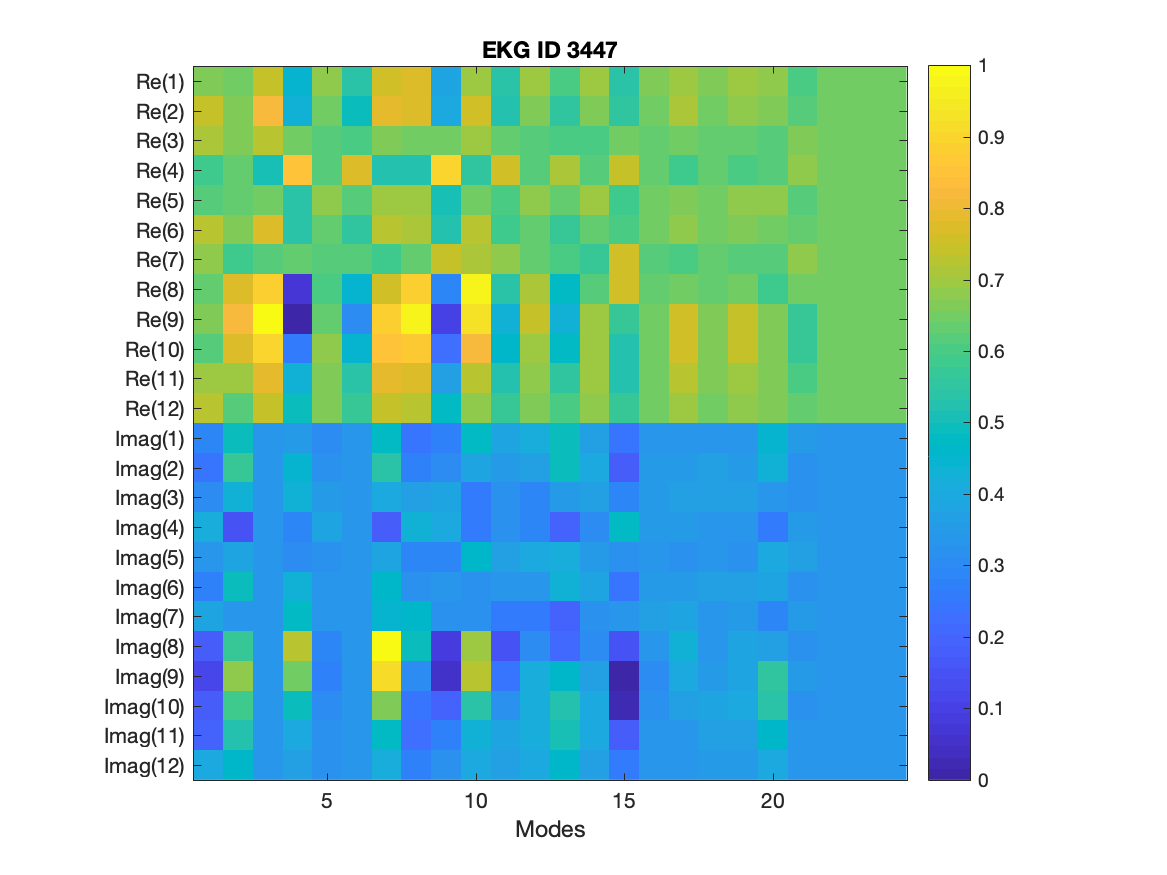 EKG ID 3447
Re(1)
Re(2)
Re(3)
Re(4)
Re(5)
Re(6)
Re(7)
Re(8)
Re(9)
Re(10)
Re(11)
Re(12)
Imag(1)
Imag(2)
Imag(3)
Imag(4)
Imag(5)
Imag(6)
Imag(7)
Imag(8)
Imag(9)
Imag(10)
Imag(11)
Imag(12)
5 10 15 20
Modes
1
0.9
0.8
0.7
0.6
0.5
0.4
0.3
0.2
0.1
0